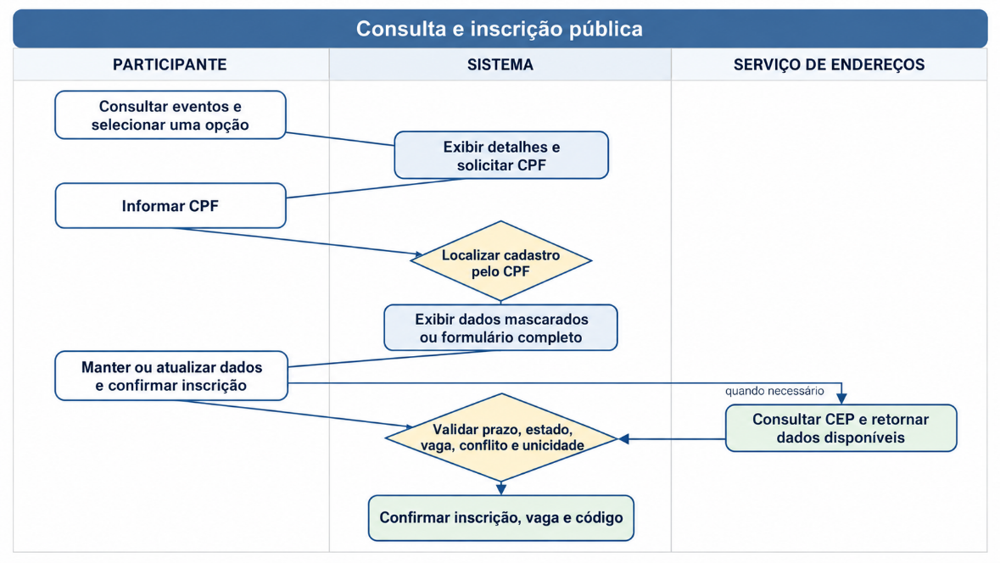 Consulta e inscrição pública
PARTICIPANTE
SISTEMA
SERVIÇO DE ENDEREÇOS
Consultar eventos e
selecionar uma opção
Exibir detalhes e
solicitar CPF
Informar CPF
Localizar cadastro
pelo CPF
Exibir dados mascarados
ou formulário completo
Manter ou atualizar dados
e confirmar inscrição
quando necessário
Consultar CEP e retornar
dados disponíveis
Validar prazo, estado,
vaga, conflito e unicidade
Confirmar inscrição, vaga e código